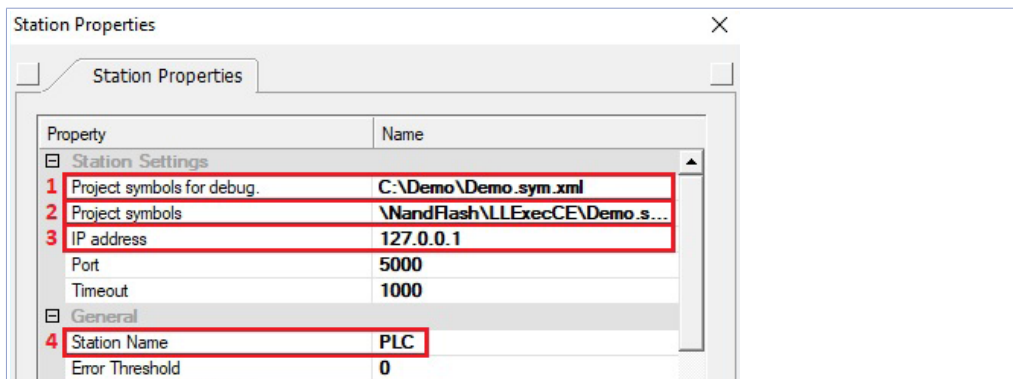 Station Properties
Station Properties
Property Name
Station Settings
1 Project symbols for debug. C:\Demo\Demo.sym.xml
2 Project symbols \NandFlash\LLExecCE\Demo.s...
3 IP address 127.0.0.1
Port 5000
Timeout 1000
General
4 Station Name PLC
Error Threshold 0